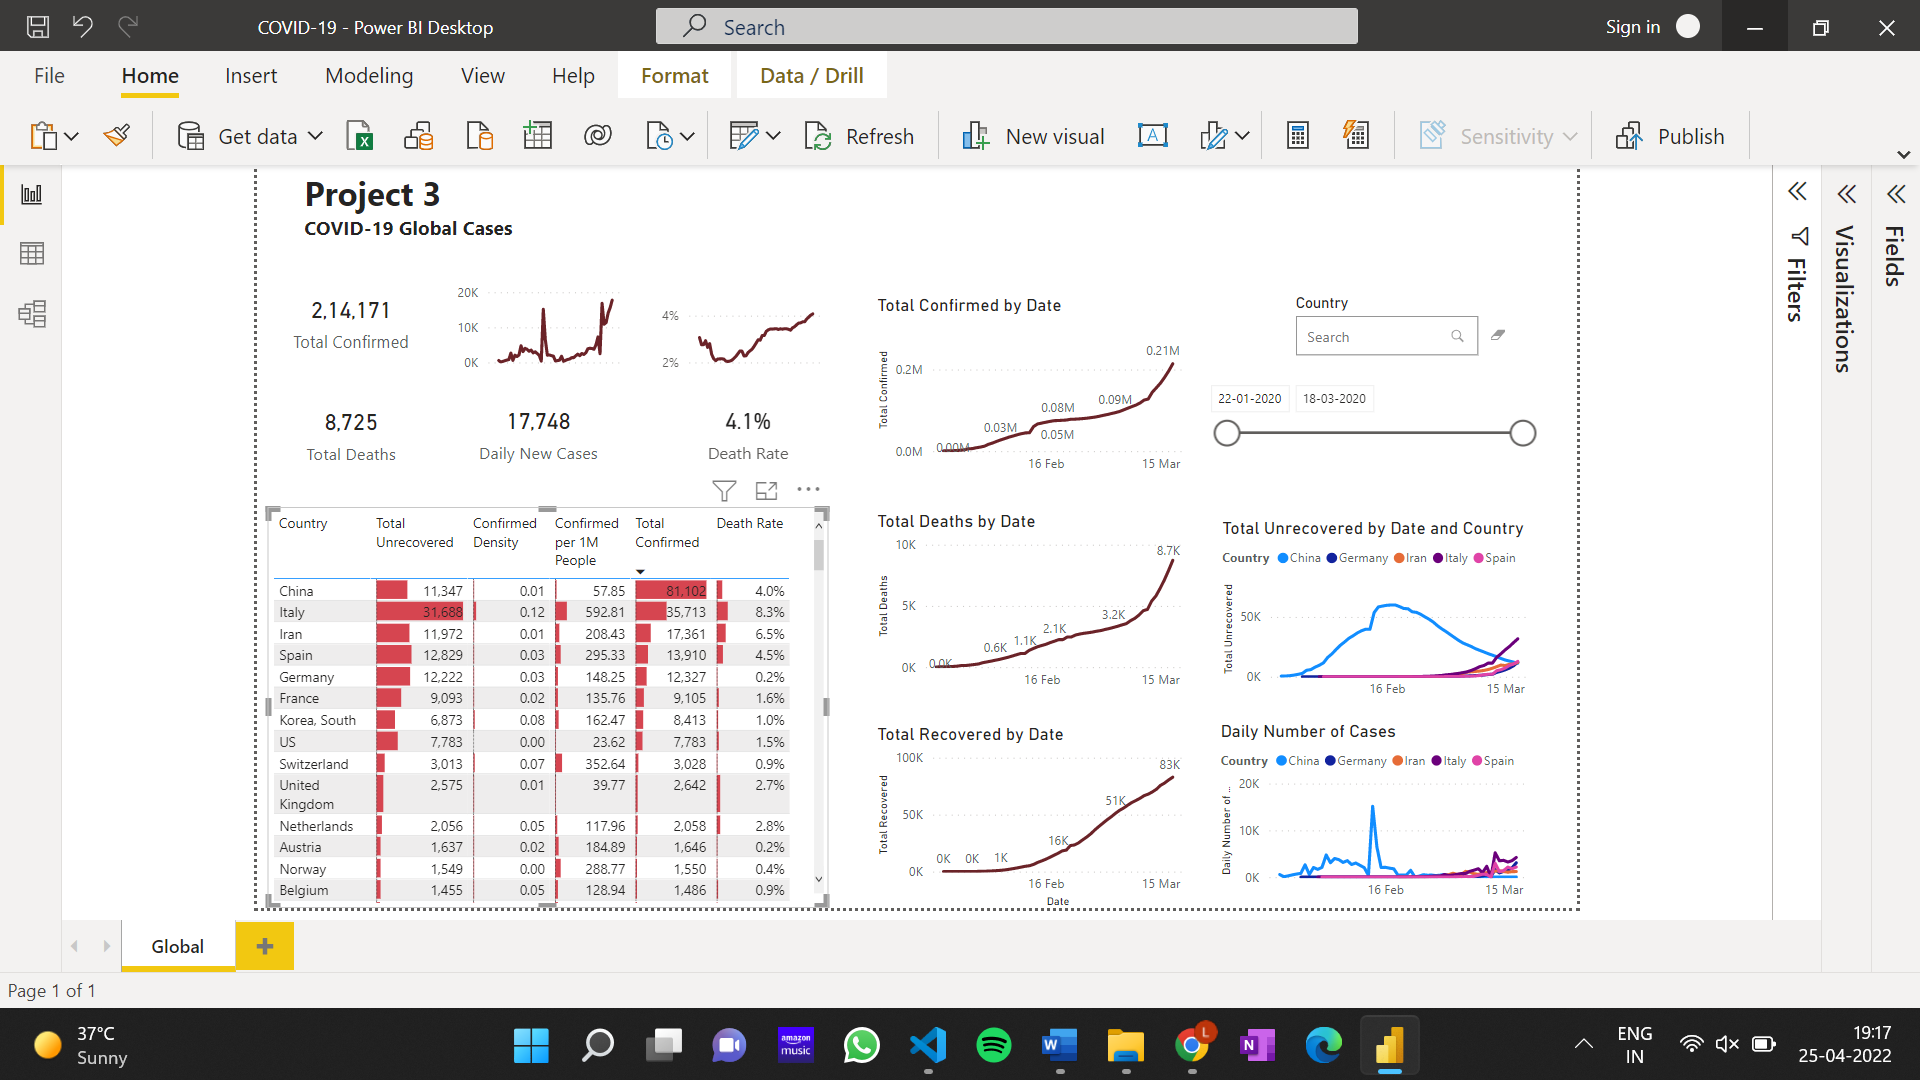 COVID-19 - Power BI Desktop
Search
Sign in
File Home Insert Modeling View Help Format Data / Drill
Get data Refresh New visual Sensitivity Publish
Project 3
COVID-19 Global Cases
2,14,171
Total Confirmed
20K
10K
0K
4%
2%
8,725
Total Deaths
17,748
Daily New Cases
4.1%
Death Rate
Country Total Unrecovered Confirmed Density Confirmed per 1M People Total Confirmed Death Rate
China 11,347 0.01 57.85 81,102 4.0%
Italy 31,688 0.12 592.81 35,713 8.3%
Iran 11,972 0.01 208.43 17,361 6.5%
Spain 12,829 0.03 295.33 13,910 4.5%
Germany 12,222 0.03 148.25 12,327 0.2%
France 9,093 0.02 135.76 9,105 1.6%
Korea, South 6,873 0.08 162.47 8,413 1.0%
US 7,783 0.00 23.62 7,783 1.5%
Switzerland 3,013 0.07 352.64 3,028 0.9%
United Kingdom 2,575 0.01 39.77 2,642 2.7%
Netherlands 2,056 0.05 117.96 2,058 2.8%
Austria 1,637 0.02 184.89 1,646 0.2%
Norway 1,549 0.00 288.77 1,550 0.4%
Belgium 1,455 0.05 128.94 1,486 0.9%
Total Confirmed by Date
Total Confirmed
0.2M
0.0M
0.00M 0.03M 0.05M 0.08M 0.09M 0.21M
16 Feb 15 Mar
Total Deaths by Date
Total Deaths
10K
5K
0K
0.0K 0.6K 1.1K 2.1K 3.2K 8.7K
16 Feb 15 Mar
Total Recovered by Date
Total Recovered
100K
50K
0K
0K 0K 1K 16K 51K 83K
16 Feb 15 Mar
Date
Country
Search
22-01-2020 18-03-2020
Total Unrecovered by Date and Country
Country China Germany Iran Italy Spain
Total Unrecovered
50K
0K
16 Feb 15 Mar
Daily Number of Cases
Country China Germany Iran Italy Spain
Daily Number of ...
20K
10K
0K
16 Feb 15 Mar
Filters
Visualizations
Fields
Global
Page 1 of 1
37°C
Sunny
amazon
music
W
L
N
ENG
IN
19:17
25-04-2022